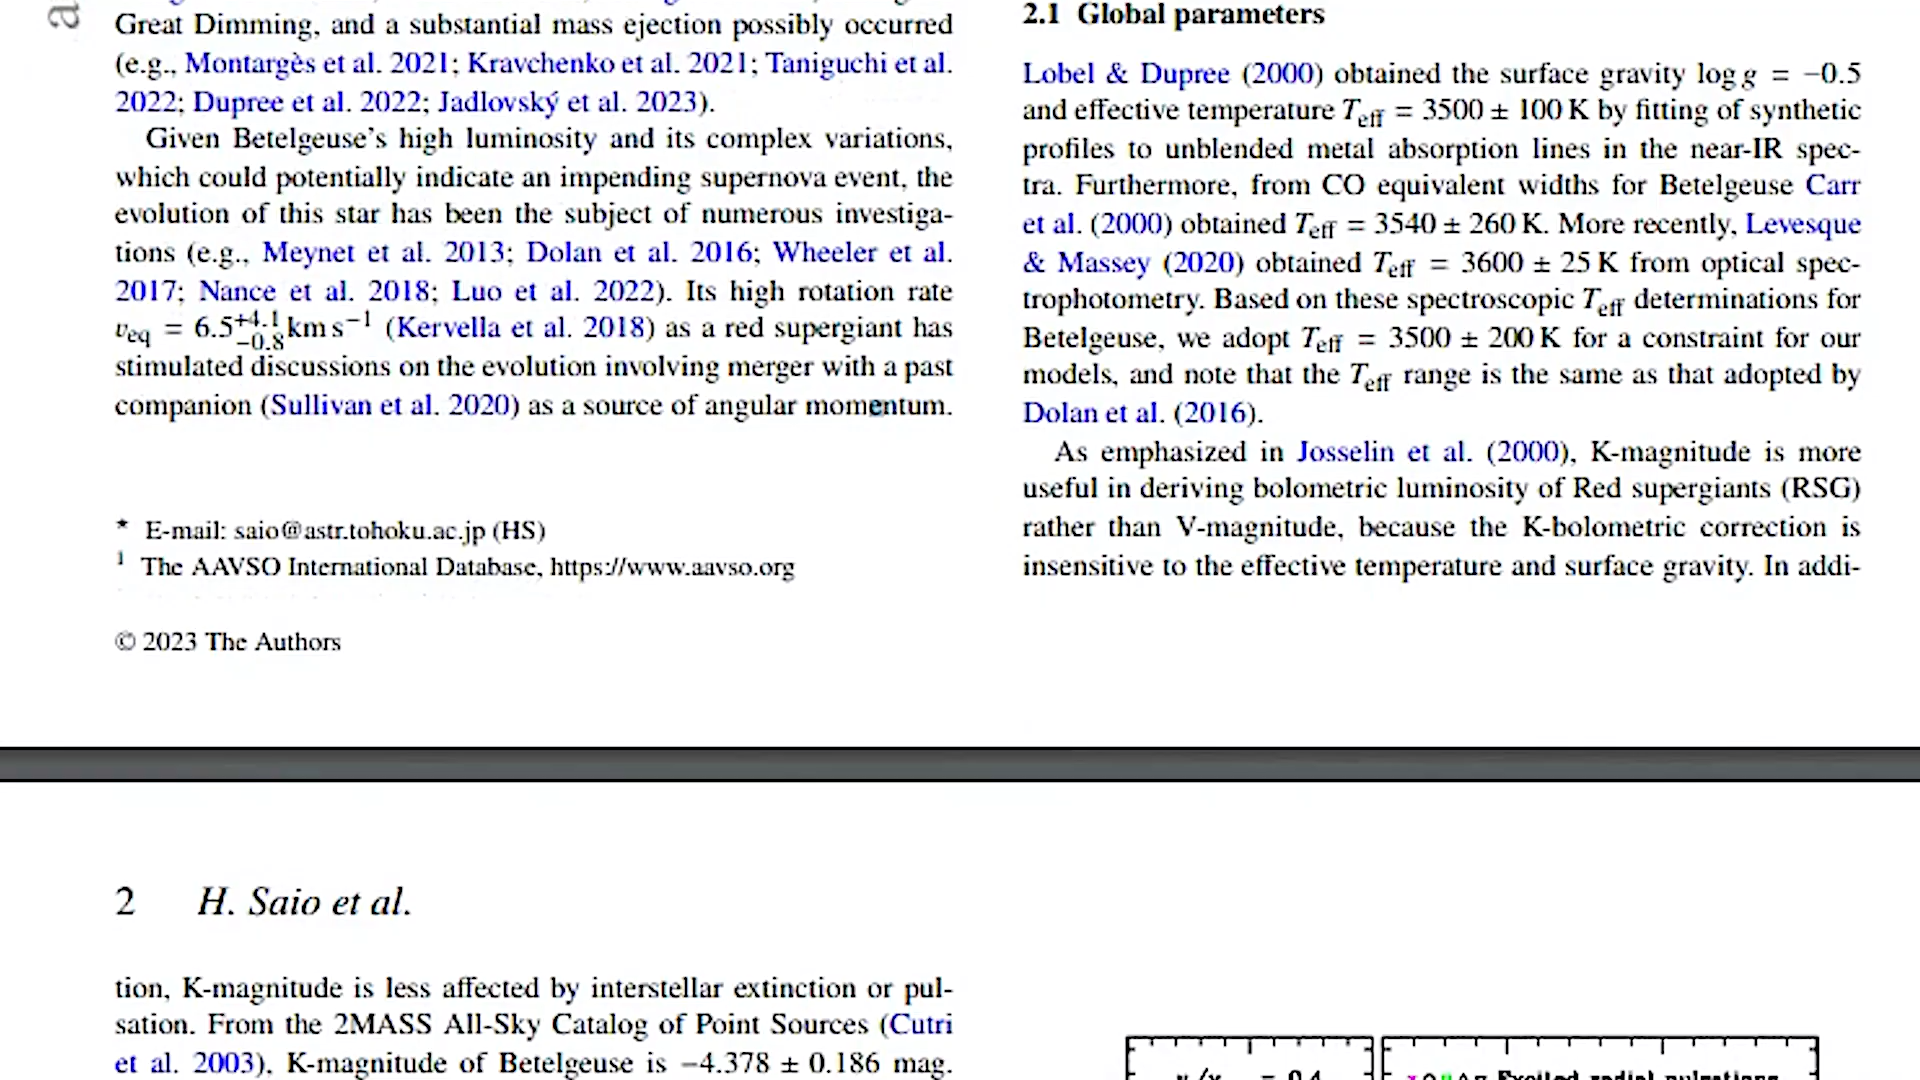 Great Dimming, and a substantial mass ejection possibly occurred
(e.g., Montargès et al. 2021; Kravchenko et al. 2021; Taniguchi et al.
2022; Dupree et al. 2022; Jadlovský et al. 2023).
Given Betelgeuse's high luminosity and its complex variations,
which could potentially indicate an impending supernova event, the
evolution of this star has been the subject of numerous investiga-
tions (e.g., Meynet et al. 2013; Dolan et al. 2016; Wheeler et al.
2017; Nance et al. 2018; Luo et al. 2022). Its high rotation rate
veq = 6.5+4.1−0.8 km s−1 (Kervella et al. 2018) as a red supergiant has
stimulated discussions on the evolution involving merger with a past
companion (Sullivan et al. 2020) as a source of angular momentum.
* E-mail: saio@astr.tohoku.ac.jp (HS)
1 The AAVSO International Database, https://www.aavso.org
© 2023 The Authors
2.1 Global parameters
Lobel & Dupree (2000) obtained the surface gravity log g = −0.5
and effective temperature Teff = 3500 ± 100 K by fitting of synthetic
profiles to unblended metal absorption lines in the near-IR spec-
tra. Furthermore, from CO equivalent widths for Betelgeuse Carr
et al. (2000) obtained Teff = 3540 ± 260 K. More recently, Levesque
& Massey (2020) obtained Teff = 3600 ± 25 K from optical spec-
trophotometry. Based on these spectroscopic Teff determinations for
Betelgeuse, we adopt Teff = 3500 ± 200 K for a constraint for our
models, and note that the Teff range is the same as that adopted by
Dolan et al. (2016).
As emphasized in Josselin et al. (2000), K-magnitude is more
useful in deriving bolometric luminosity of Red supergiants (RSG)
rather than V-magnitude, because the K-bolometric correction is
insensitive to the effective temperature and surface gravity. In addi-
2 H. Saio et al.
tion, K-magnitude is less affected by interstellar extinction or pul-
sation. From the 2MASS All-Sky Catalog of Point Sources (Cutri
et al. 2003), K-magnitude of Betelgeuse is −4.378 ± 0.186 mag.
= 0.4
Excited radial pulsations